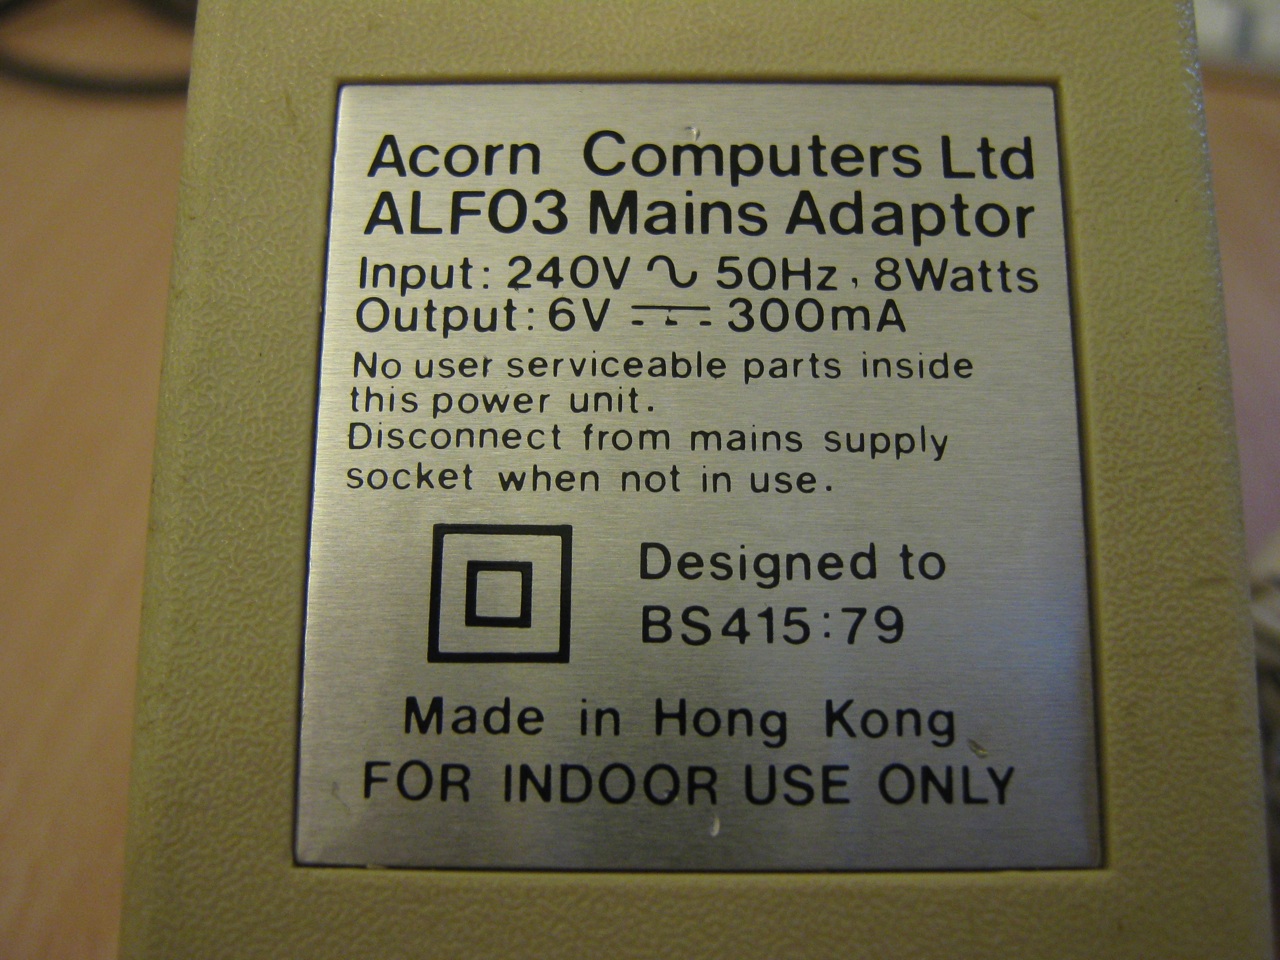 Acorn Computers Ltd
ALF03 Mains Adaptor
Input: 240V ∿ 50Hz, 8Watts
Output: 6V ⎓ 300mA
No user serviceable parts inside
this power unit.
Disconnect from mains supply
socket when not in use.
Designed to
BS415:79
Made in Hong Kong
FOR INDOOR USE ONLY